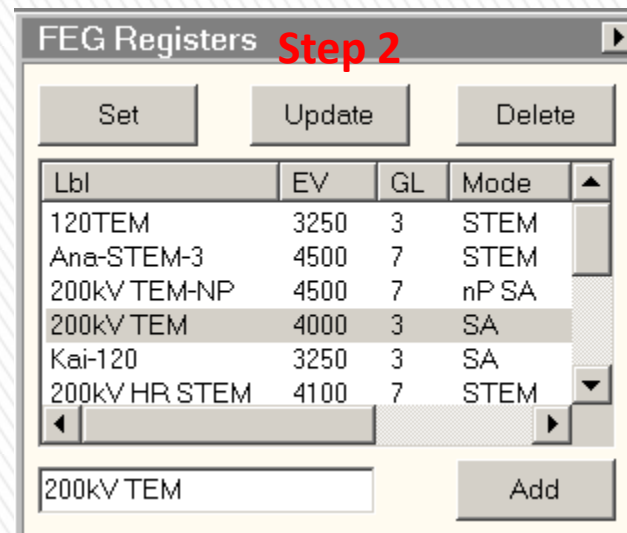 FEG Registers Step 2
Set Update Delete
Lbl EV GL Mode
120TEM 3250 3 STEM
Ana-STEM-3 4500 7 STEM
200kV TEM-NP 4500 7 nP SA
200kV TEM 4000 3 SA
Kai-120 3250 3 SA
200kV HR STEM 4100 7 STEM
200kV TEM Add